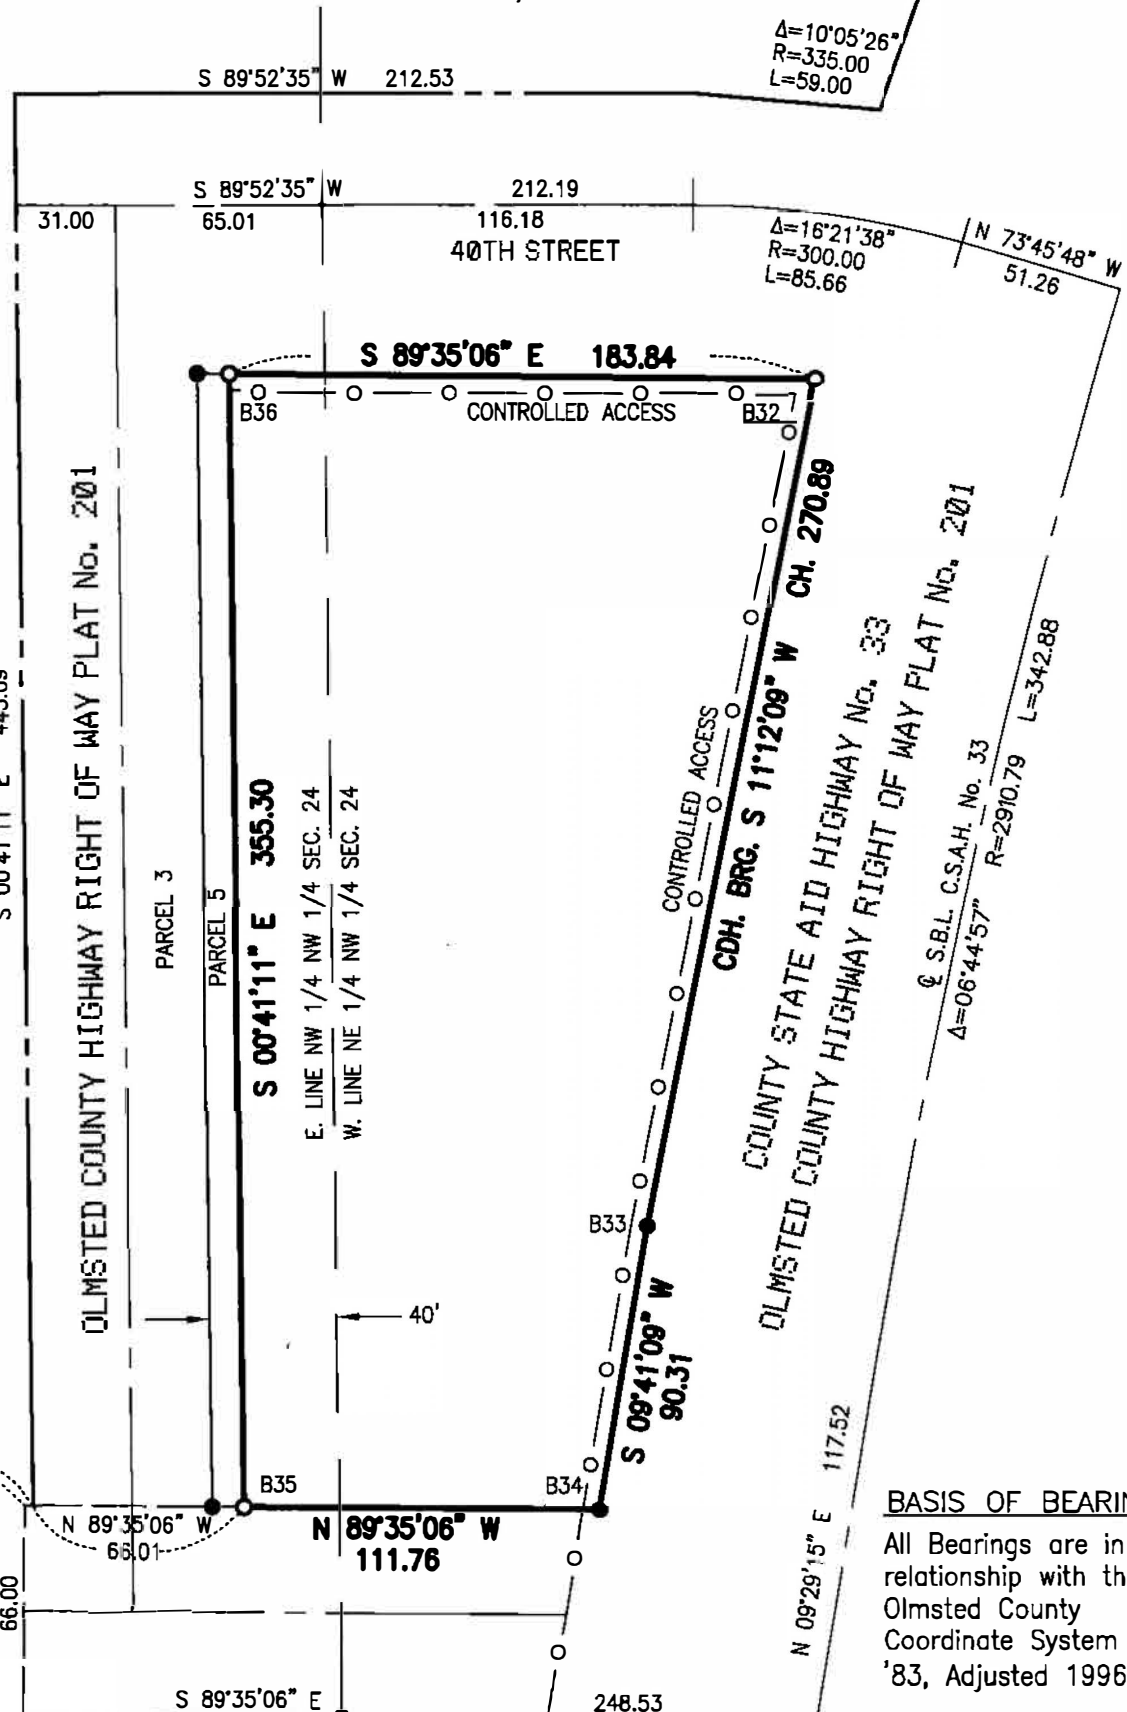 Δ=10°05'26"
R=335.00
L=59.00
S 89°52'35" W 212.53
S 89°52'35" W 212.19
31.00 65.01 116.18
40TH STREET
Δ=16°21'38"
R=300.00
L=85.66
N 73°45'48" W
51.26
S 89°35'06" E 183.84
B36 CONTROLLED ACCESS B32
CH. 270.89
CDH. BRG. S 11°12'09" W
CONTROLLED ACCESS
COUNTY STATE AID HIGHWAY No. 33
OLMSTED COUNTY HIGHWAY RIGHT OF WAY PLAT No. 201
℄ S.B.L. C.S.A.H. No. 33
Δ=06°44'57" R=2910.79 L=342.88
OLMSTED COUNTY HIGHWAY RIGHT OF WAY PLAT No. 201
S 00°41'11" E
PARCEL 3
PARCEL 5
S 00°41'11" E 355.30
E. LINE NW 1/4 NW 1/4 SEC. 24
W. LINE NE 1/4 NW 1/4 SEC. 24
B33
40'
S 09°41'09" W
90.31
B35
B34
N 89°35'06" W
66.01
N 89°35'06" W
111.76
66.00
N 09°29'15" E 117.52
S 89°35'06" E 248.53
BASIS OF BEARIN
All Bearings are in
relationship with th
Olmsted County
Coordinate System
'83, Adjusted 1996